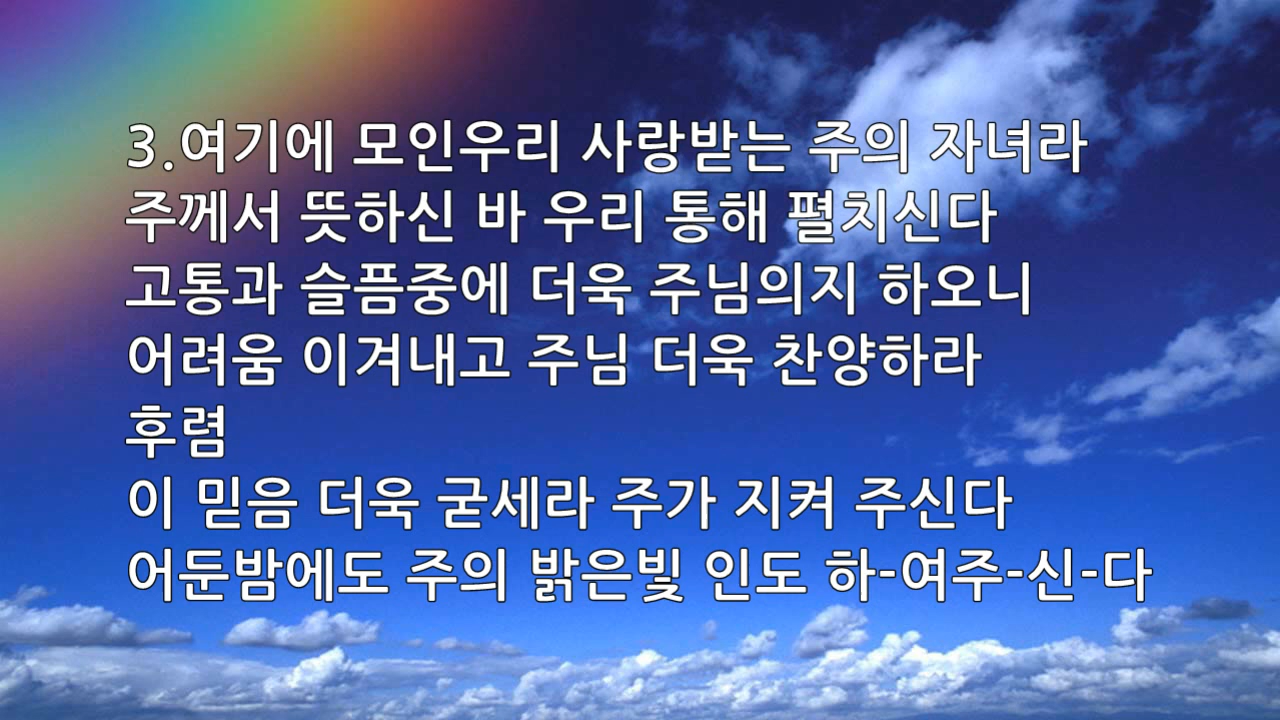 3.여기에 모인우리 사랑받는 주의 자녀라
주께서 뜻하신 바 우리 통해 펼치신다
고통과 슬픔중에 더욱 주님의지 하오니
어려움 이겨내고 주님 더욱 찬양하라
후렴
이 믿음 더욱 굳세라 주가 지켜 주신다
어둔밤에도 주의 밝은빛 인도 하-여주-신-다